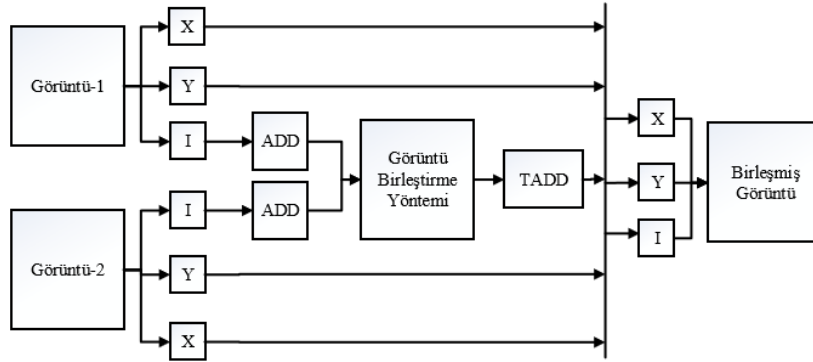 X
Görüntü-1
Y
I
ADD
Görüntü
Birleştirme
Yöntemi
TADD
I
ADD
Görüntü-2
Y
X
X
Y
I
Birleşmiş
Görüntü